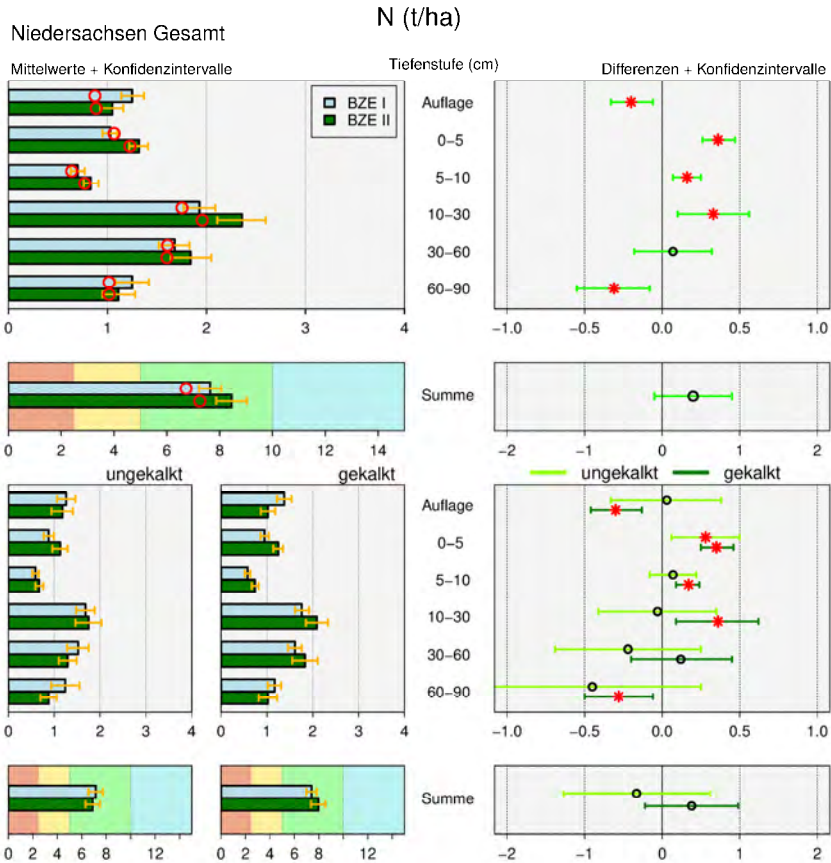 N (t/ha)
Niedersachsen Gesamt
Mittelwerte + Konfidenzintervalle
Tiefenstufe (cm)
Differenzen + Konfidenzintervalle
BZE I
BZE II
Auflage
0−5
5−10
10−30
30−60
60−90
0 1 2 3 4
−1.0 −0.5 0.0 0.5 1.0
Summe
0 2 4 6 8 10 12 14
−2 −1 0 1 2
ungekalkt
gekalkt
ungekalkt gekalkt
Auflage
0−5
5−10
10−30
30−60
60−90
0 1 2 3 4
0 1 2 3 4
−1.0 −0.5 0.0 0.5 1.0
Summe
0 2 4 6 8 12
0 2 4 6 8 12
−2 −1 0 1 2